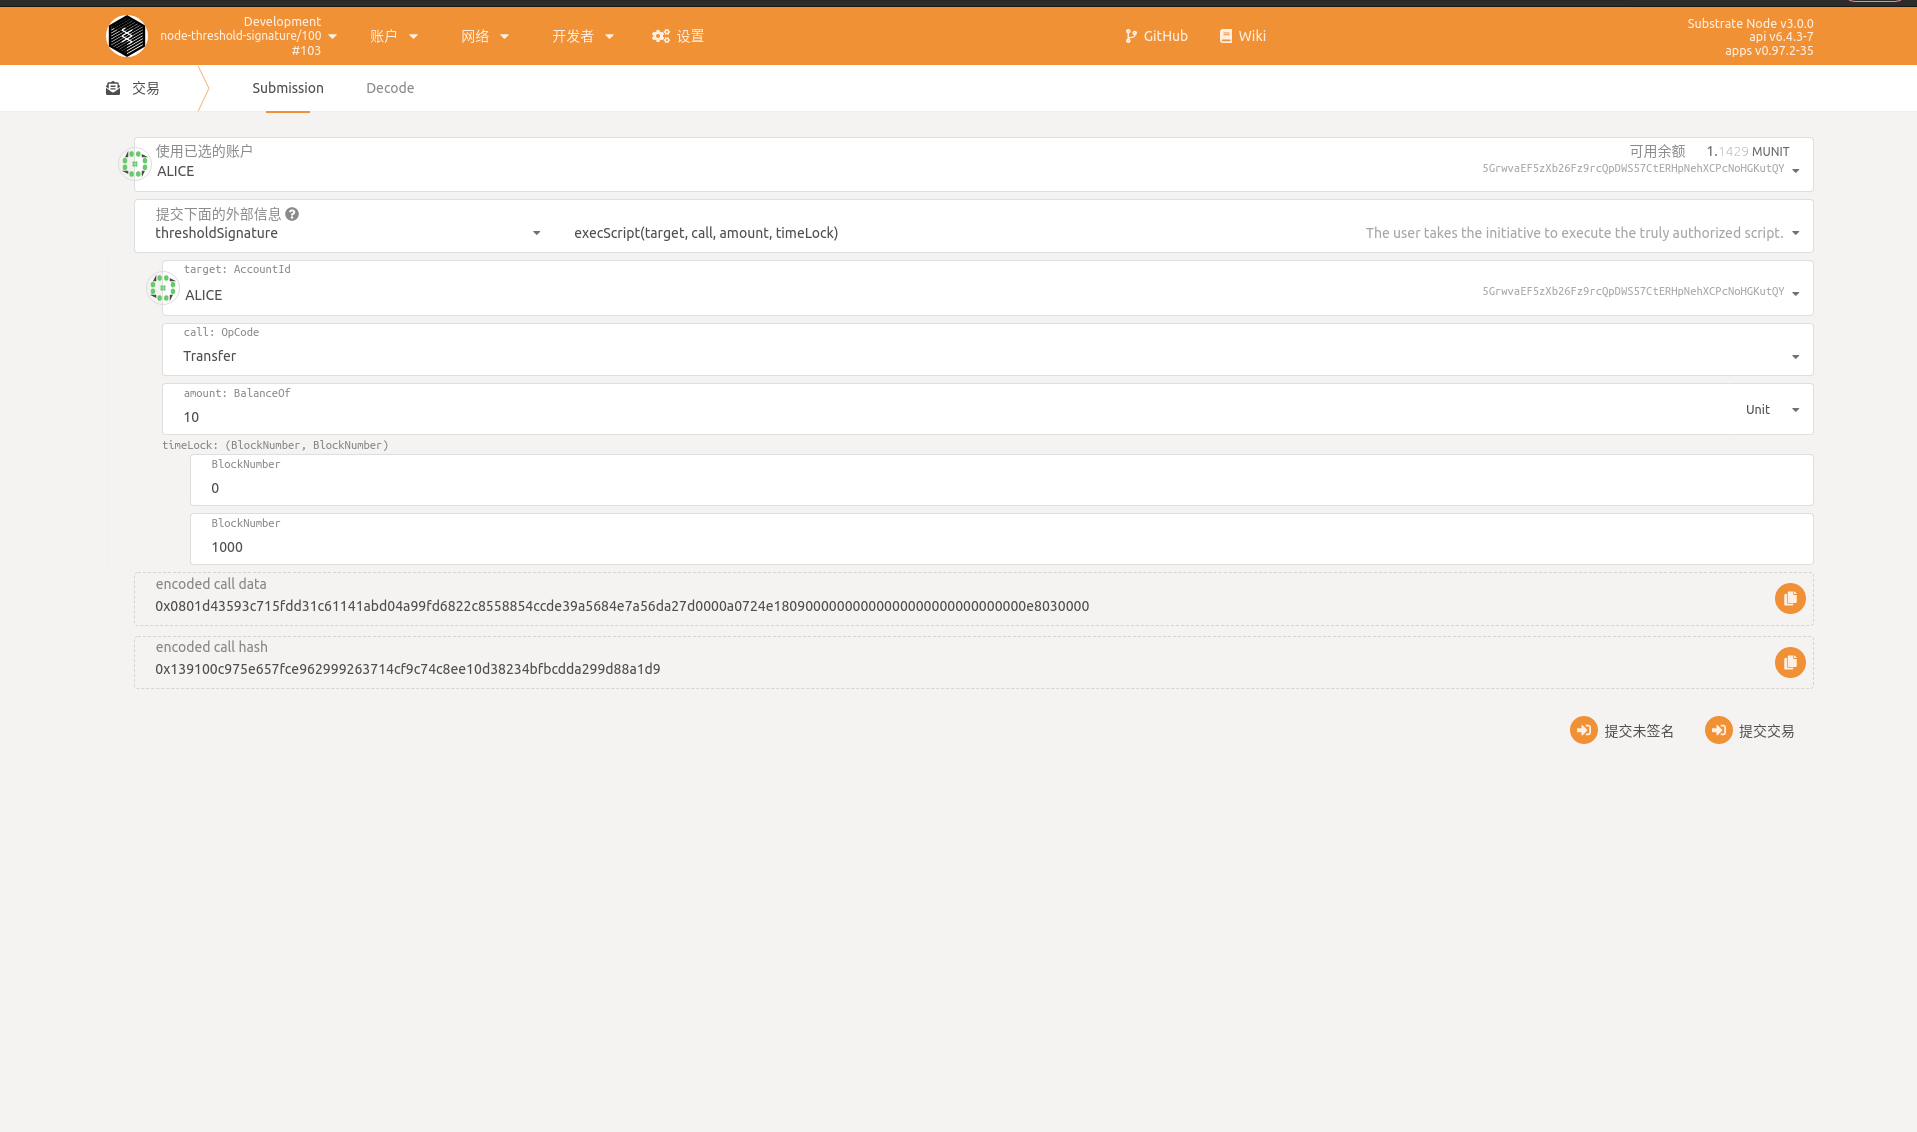 Development
node-threshold-signature/100
#103
账户
网络
开发者
设置
GitHub
Wiki
Substrate Node v3.0.0
api v6.4.3-7
apps v0.97.2-35
交易
Submission
Decode
使用已选的账户
ALICE
可用余额 1.1429 MUNIT
5GrwvaEF5zXb26Fz9rcQpDWS57CtERHpNehXCPcNoHGKutQY
提交下面的外部信息
thresholdSignature
execScript(target, call, amount, timeLock)
The user takes the initiative to execute the truly authorized script.
target: AccountId
ALICE
5GrwvaEF5zXb26Fz9rcQpDWS57CtERHpNehXCPcNoHGKutQY
call: OpCode
Transfer
amount: BalanceOf
10
Unit
timeLock: (BlockNumber, BlockNumber)
BlockNumber
0
BlockNumber
1000
encoded call data
0x0801d43593c715fdd31c61141abd04a99fd6822c8558854ccde39a5684e7a56da27d0000a0724e18090000000000000000000000000000e8030000
encoded call hash
0x139100c975e657fce962999263714cf9c74c8ee10d38234bfbcdda299d88a1d9
提交未签名
提交交易